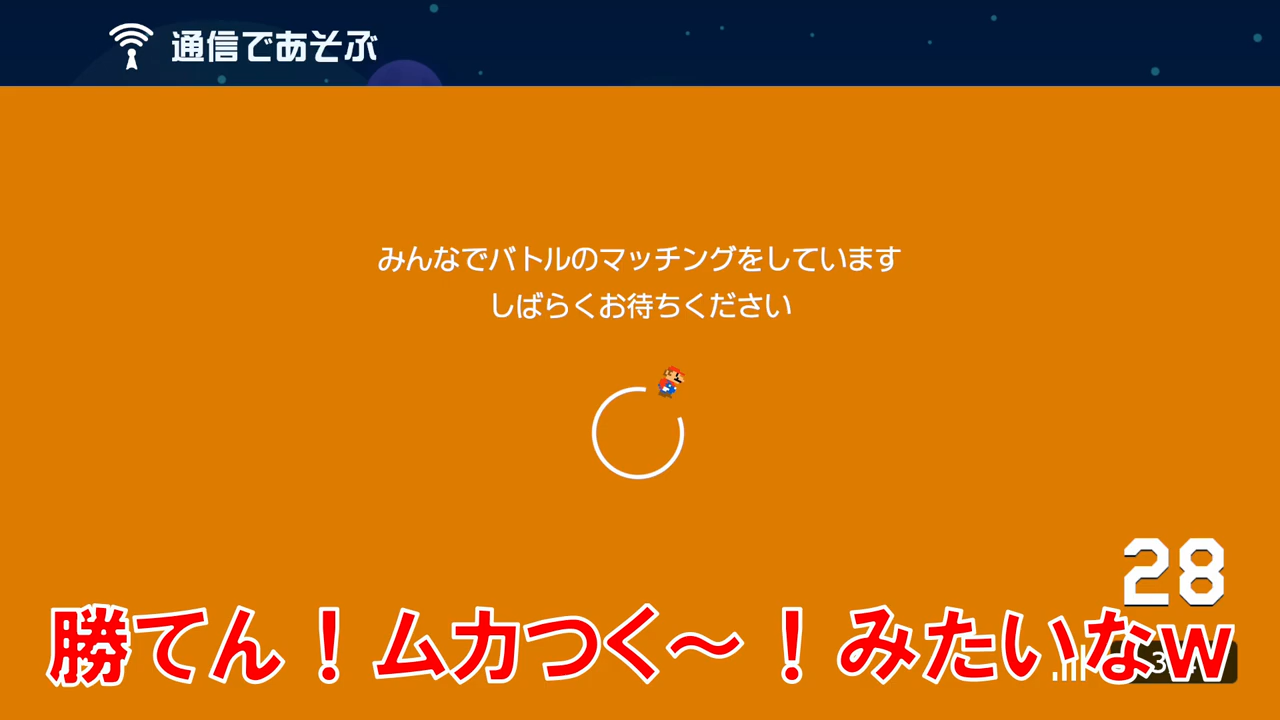 通信であそぶ
みんなでバトルのマッチングをしています
しばらくお待ちください
28
勝てん！ムカつく～！みたいなw